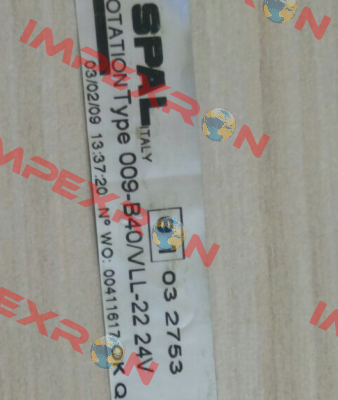 SPAL
ITALY
OTATION Type 009-B40/VLL-22 24V
03 2753
03/02/09 13:37:20 N° WO: 00411617 OK Q
IMPEXRON
IMPEXRON
IMPEXRON